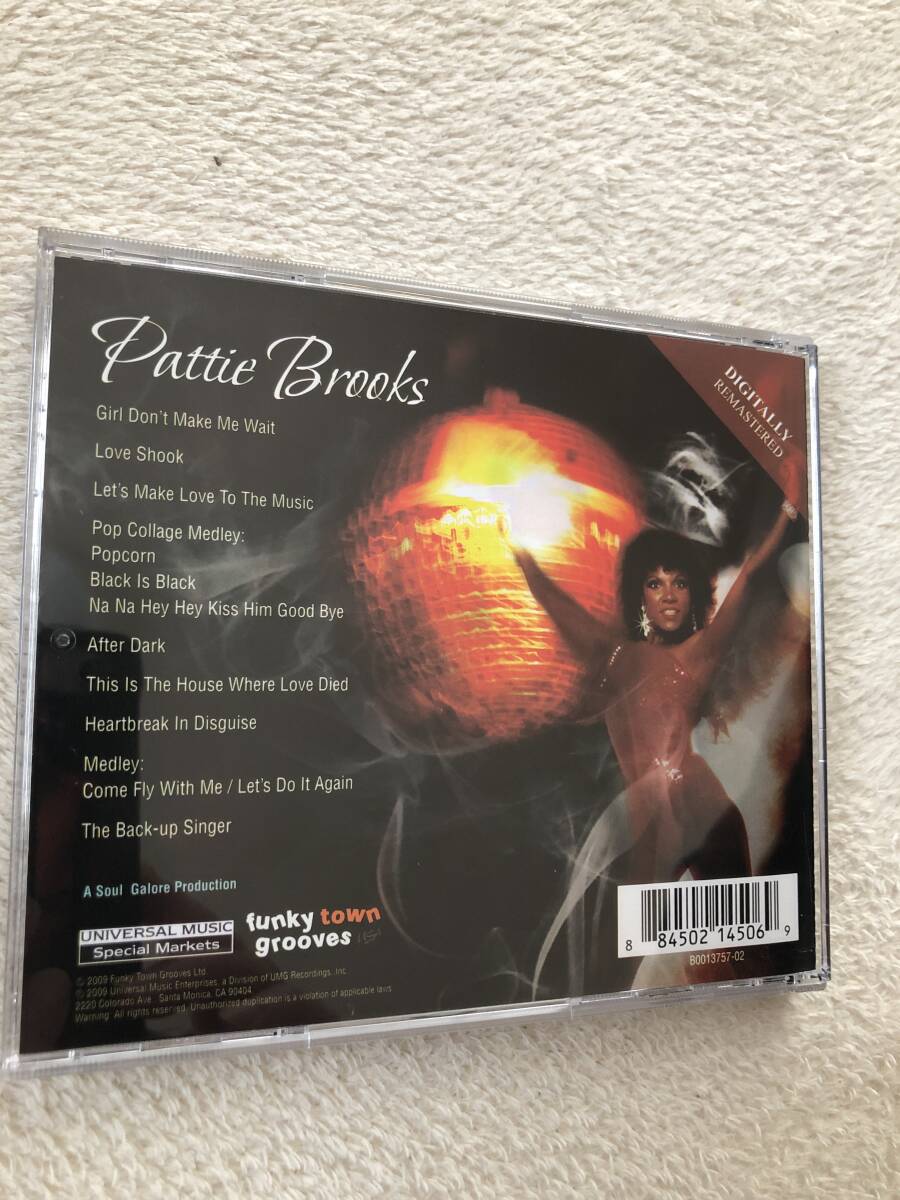 Pattie Brooks
DIGITALLY
REMASTERED
Girl Don't Make Me Wait
Love Shook
Let's Make Love To The Music
Pop Collage Medley:
Popcorn
Black Is Black
Na Na Hey Hey Kiss Him Good Bye
After Dark
This Is The House Where Love Died
Heartbreak In Disguise
Medley:
Come Fly With Me / Let's Do It Again
The Back-up Singer
A Soul Galore Production
UNIVERSAL MUSIC
Special Markets
funky town
grooves
© 2009 Funky Town Grooves Ltd.
© 2009 Universal Music Enterprises, a Division of UMG Recordings, Inc.
2220 Colorado Ave. Santa Monica, CA 90404
Warning: All rights reserved. Unauthorized duplication is a violation of applicable laws
8 84502 14506 9
B0013757-02